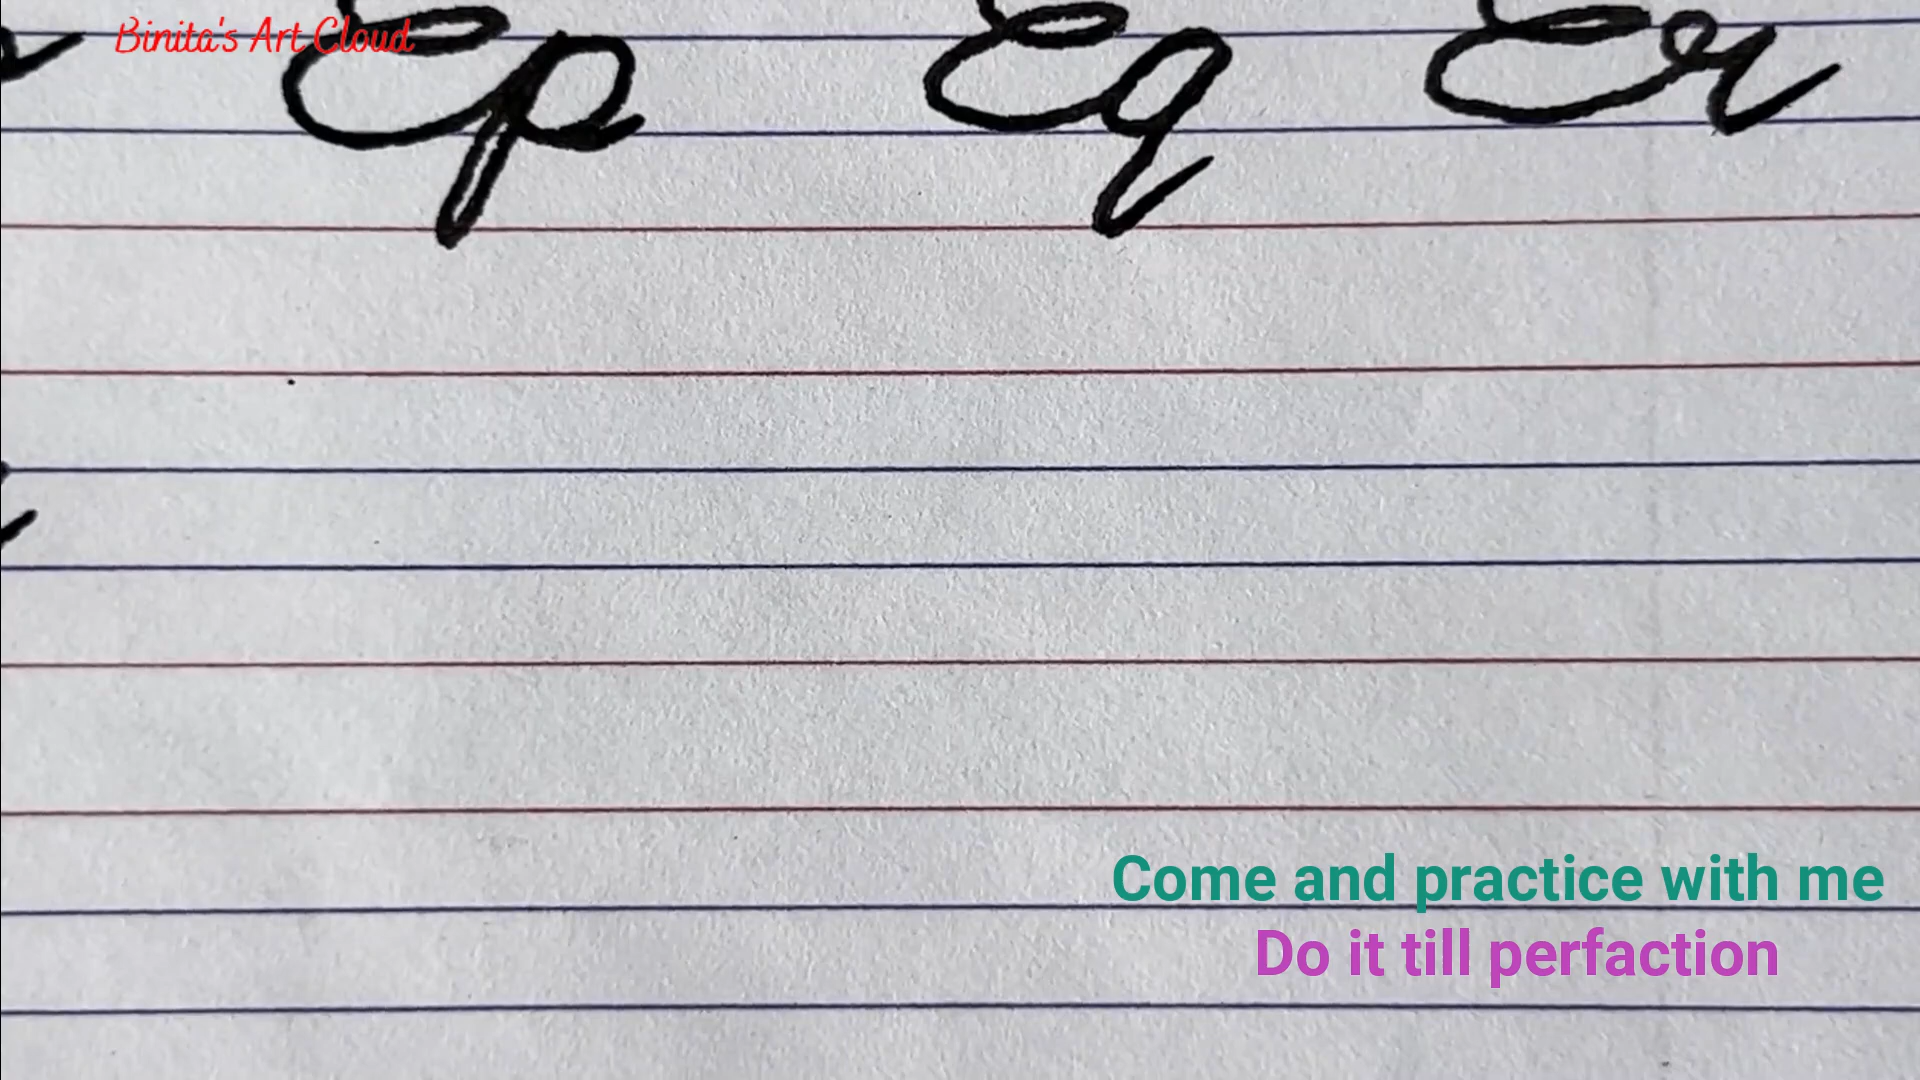 Binita's Art Cloud
Ep Eq Er
Come and practice with me
Do it till perfaction